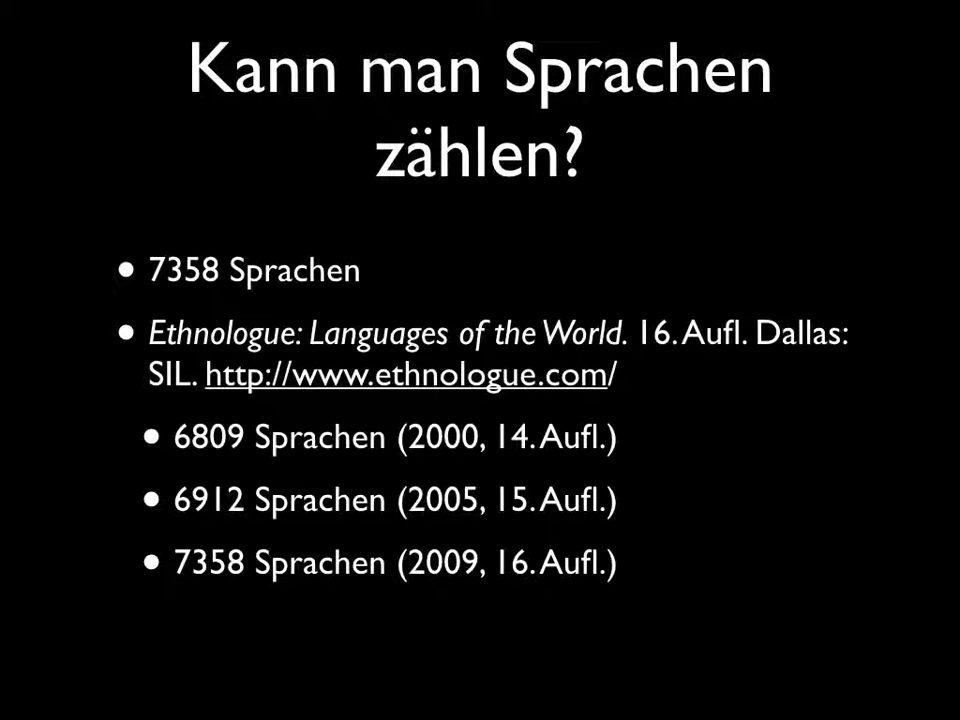 Kann man Sprachen
zählen?
• 7358 Sprachen
• Ethnologue: Languages of the World. 16. Aufl. Dallas:
SIL. http://www.ethnologue.com/
• 6809 Sprachen (2000, 14. Aufl.)
• 6912 Sprachen (2005, 15. Aufl.)
• 7358 Sprachen (2009, 16. Aufl.)